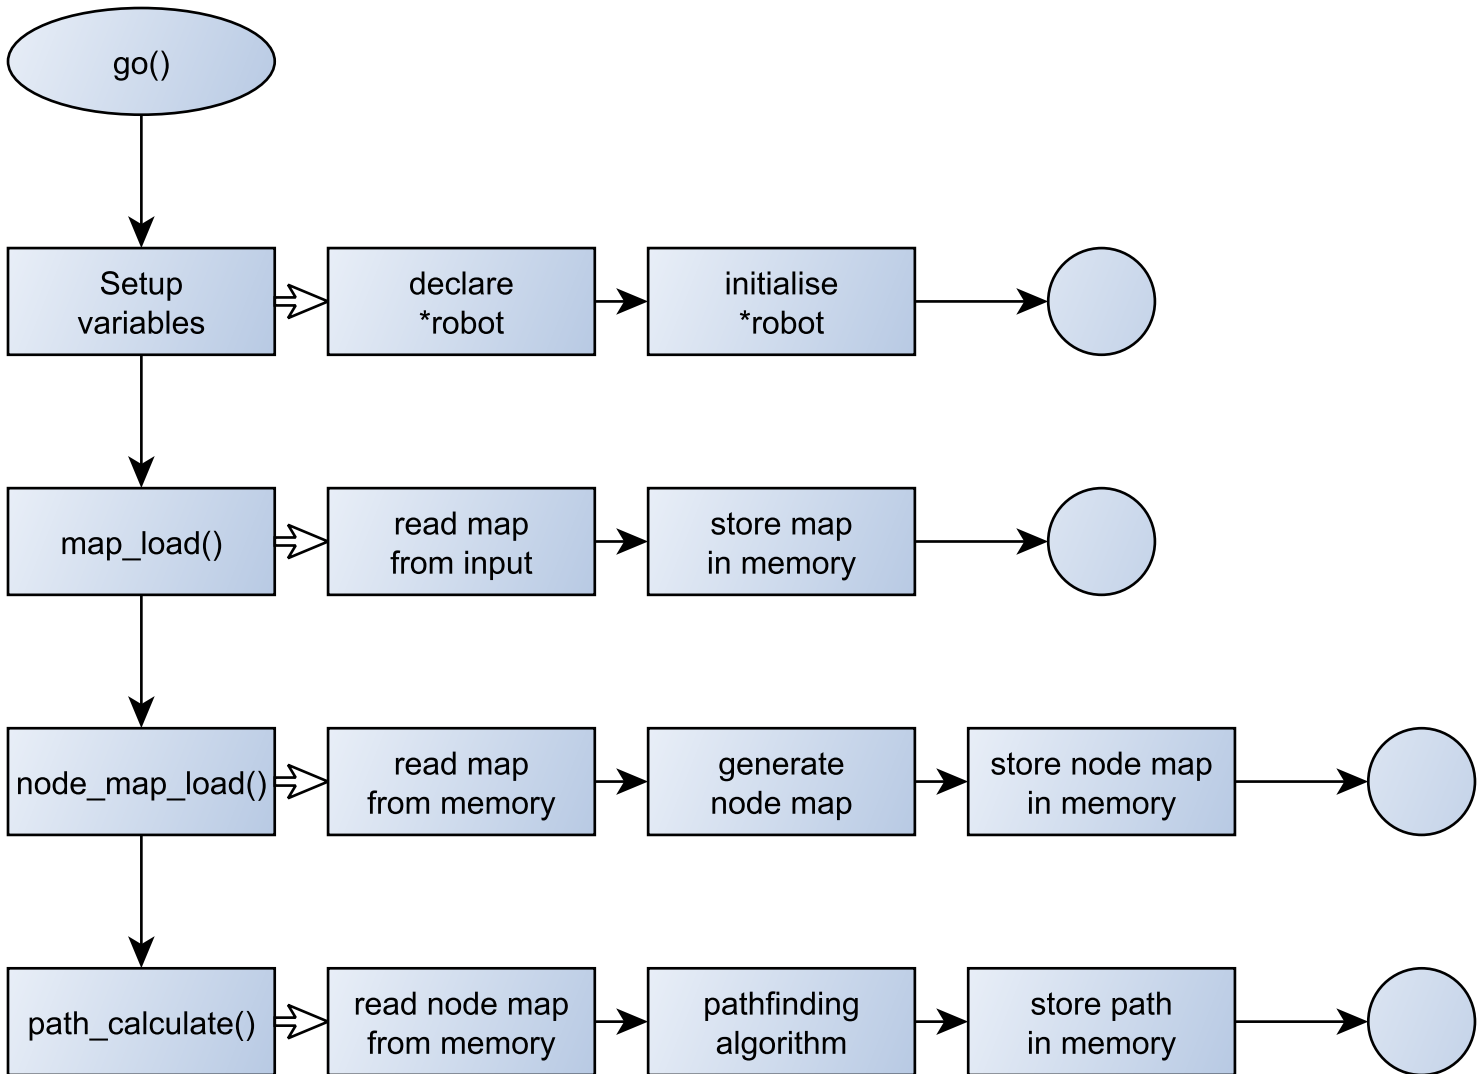 go()
Setup
variables
declare
*robot
initialise
*robot
map_load()
read map
from input
store map
in memory
node_map_load()
read map
from memory
generate
node map
store node map
in memory
path_calculate()
read node map
from memory
pathfinding
algorithm
store path
in memory